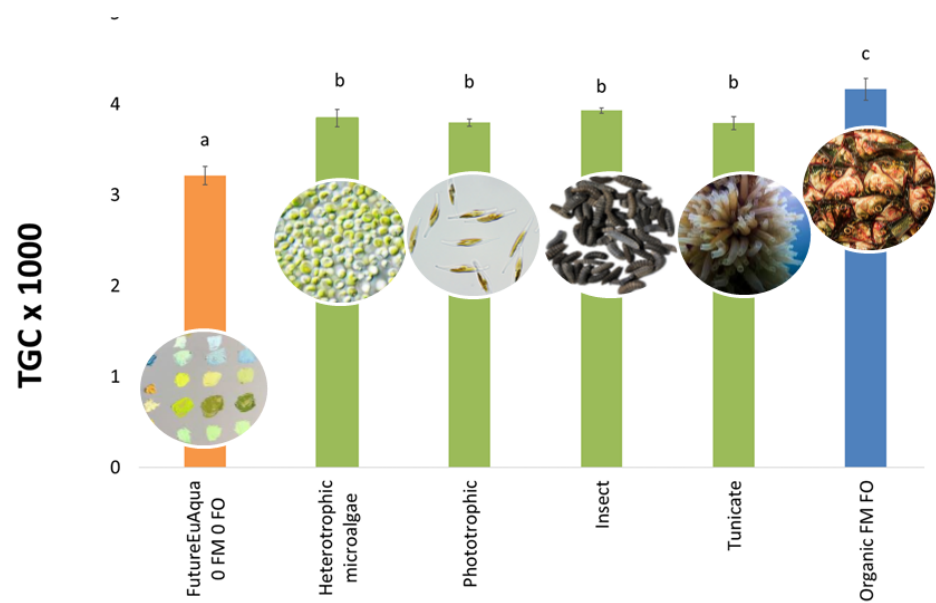 TGC x 1000
4
3
2
1
0
a
b
b
b
b
c
FutureEuAqua
0 FM 0 FO
Heterotrophic
microalgae
Phototrophic
Insect
Tunicate
Organic FM FO